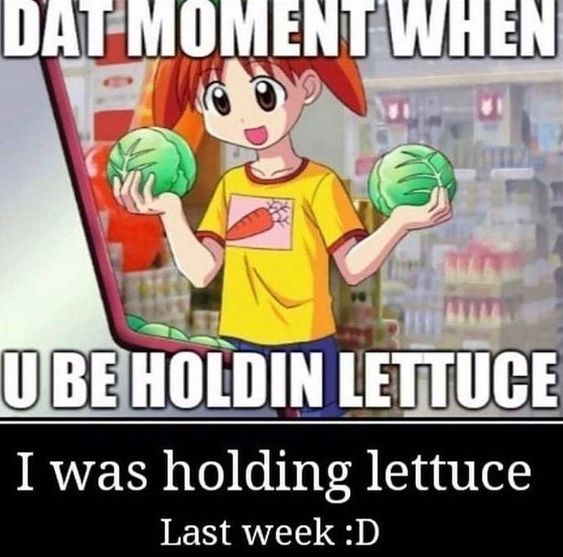 DAT MOMENT WHEN
U BE HOLDIN LETTUCE
I was holding lettuce
Last week :D